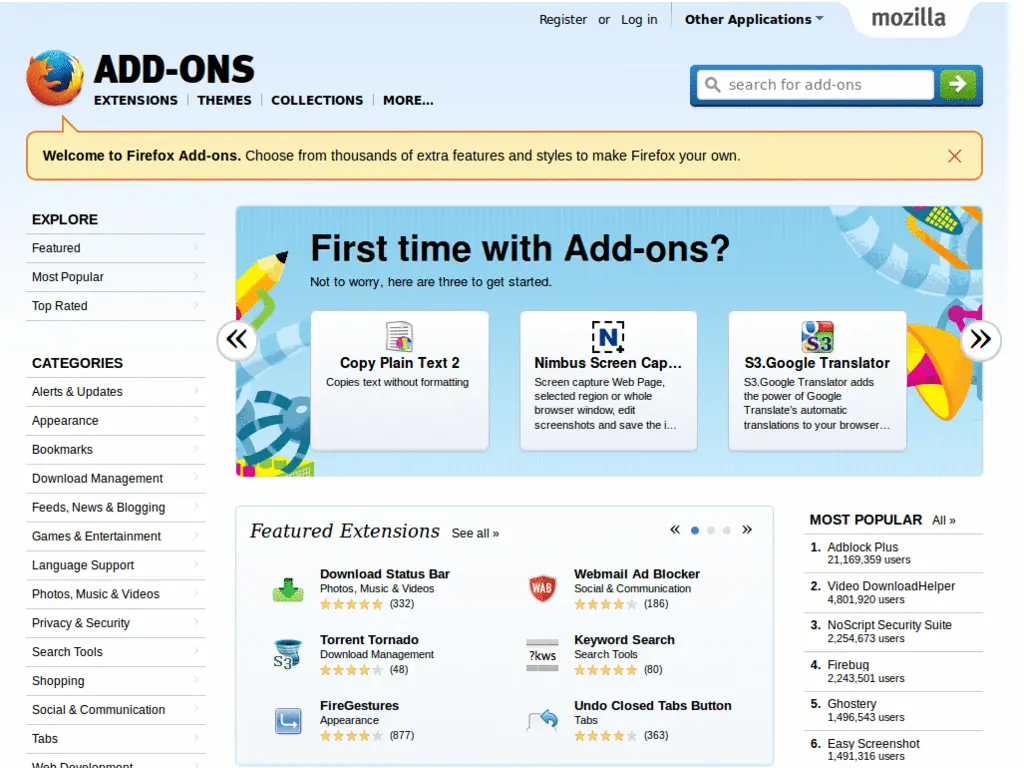 Register or Log in Other Applications
mozilla
ADD-ONS
EXTENSIONS THEMES COLLECTIONS MORE...
search for add-ons
Welcome to Firefox Add-ons. Choose from thousands of extra features and styles to make Firefox your own.
EXPLORE
Featured
Most Popular
Top Rated
CATEGORIES
Alerts & Updates
Appearance
Bookmarks
Download Management
Feeds, News & Blogging
Games & Entertainment
Language Support
Photos, Music & Videos
Privacy & Security
Search Tools
Shopping
Social & Communication
Tabs
Web Development
First time with Add-ons?
Not to worry, here are three to get started.
«
Copy Plain Text 2
Copies text without formatting
N
Nimbus Screen Cap...
Screen capture Web Page,
selected region or whole
browser window, edit
screenshots and save the i...
S3
S3.Google Translator
S3.Google Translator adds
the power of Google
Translate's automatic
translations to your browser...
»
Featured Extensions See all »
« »
Download Status Bar
Photos, Music & Videos
(332)
WAB
Webmail Ad Blocker
Social & Communication
(186)
S3
Torrent Tornado
Download Management
(48)
?kws
Keyword Search
Search Tools
(80)
FireGestures
Appearance
(877)
Undo Closed Tabs Button
Tabs
(363)
MOST POPULAR All »
1. Adblock Plus
21,169,359 users
2. Video DownloadHelper
4,801,920 users
3. NoScript Security Suite
2,254,673 users
4. Firebug
2,243,501 users
5. Ghostery
1,496,543 users
6. Easy Screenshot
1,491,316 users